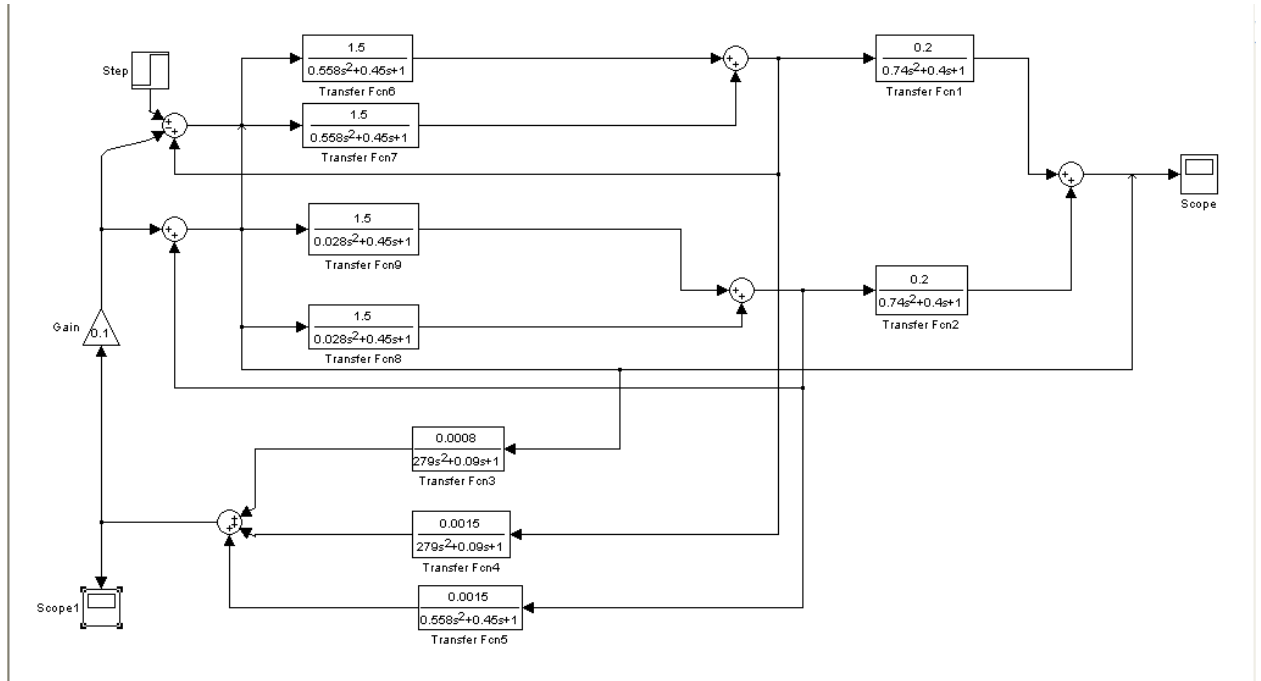 Step
1.5
0.558s²+0.45s+1
Transfer Fcn6
1.5
0.558s²+0.45s+1
Transfer Fcn7
0.2
0.74s²+0.4s+1
Transfer Fcn1
Scope
1.5
0.028s²+0.45s+1
Transfer Fcn9
0.2
0.74s²+0.4s+1
Transfer Fcn2
Gain
0.1
1.5
0.028s²+0.45s+1
Transfer Fcn8
0.0008
279s²+0.09s+1
Transfer Fcn3
0.0015
279s²+0.09s+1
Transfer Fcn4
Scope1
0.0015
0.558s²+0.45s+1
Transfer Fcn5